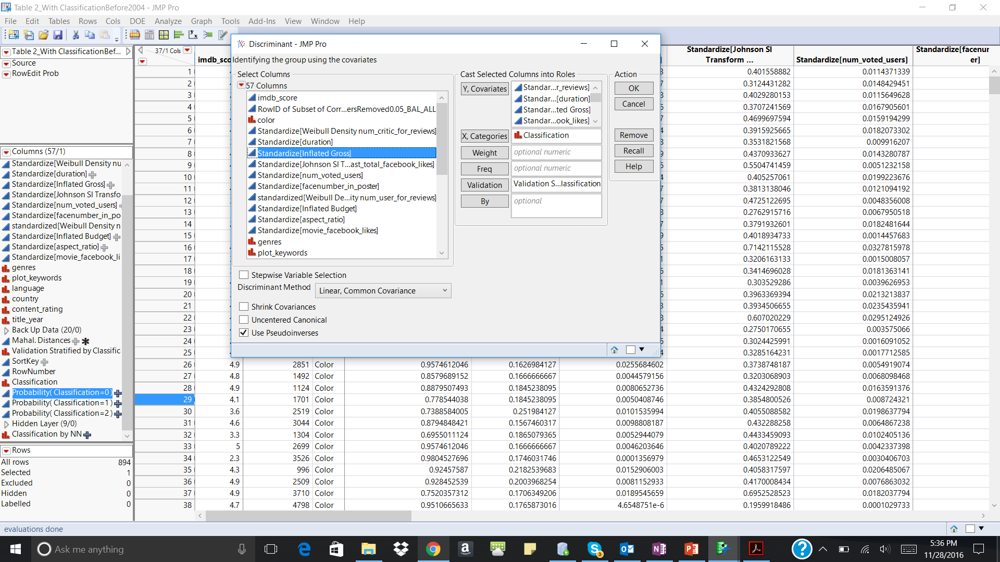 Table 2_With ClassificationBefore2004 - JMP Pro
File Edit Tables Rows Cols DOE Analyze Graph Tools Add-Ins View Window Help
Table 2_With ClassificationBef...
Source
RowEdit Prob
Columns (57/1)
Standardize[Weibull Density nu
Standardize[duration]
Standardize[Inflated Gross]
Standardize[Johnson SI Transfo
Standardize[num_voted_users]
Standardize[facenumber_in_po
standardized[Weibull Density n
Standardize[Inflated Budget]
Standardize[aspect_ratio]
Standardize[movie_facebook_li
genres
plot_keywords
language
country
content_rating
title_year
Back Up Data (20/0)
Mahal. Distances
Validation Stratified by Classific
SortKey
RowNumber
Classification
Probability( Classification=0 )
Probability( Classification=1 )
Probability( Classification=2 )
Hidden Layer (9/0)
Classification by NN
Rows
All rows 894
Selected 1
Excluded 0
Hidden 0
Labelled 0
Discriminant - JMP Pro
Identifying the group using the covariates
Select Columns
57 Columns
imdb_score
RowID of Subset of Corr...ersRemoved0.05_BAL_ALL
color
Standardize[Weibull Density num_critic_for_reviews]
Standardize[duration]
Standardize[Inflated Gross]
Standardize[Johnson SI T...ast_total_facebook_likes]
Standardize[num_voted_users]
Standardize[facenumber_in_poster]
standardized[Weibull De...ity num_user_for_reviews]
Standardize[Inflated Budget]
Standardize[aspect_ratio]
Standardize[movie_facebook_likes]
genres
plot_keywords
Cast Selected Columns into Roles
Y, Covariates
Standar...r_reviews]
Standar...[duration]
Standar...ted Gross]
Standar...ook_likes]
X, Categories Classification
Weight optional numeric
Freq optional numeric
Validation Validation S...lassification
By optional
Action
OK
Cancel
Remove
Recall
Help
Stepwise Variable Selection
Discriminant Method Linear, Common Covariance
Shrink Covariances
Uncentered Canonical
Use Pseudoinverses
37/1 Cols
imdb_sco
Standardize[Johnson SI
Transform ...
Standardize[num_voted_users]
Standardize[facenur
er]
1 0.401558882 0.0114371339
2 0.3124431282 0.0148429451
3 0.4029280153 0.0115649628
4 0.3707241569 0.0167905601
5 0.4699697594 0.0159194299
6 0.3915925665 0.0182073302
7 0.3531821568 0.009916207
8 0.4370933627 0.0143280787
9 0.5504741459 0.0051232158
10 0.405257061 0.0199223676
11 0.3813138046 0.0121094192
12 0.4725122695 0.0048356008
13 0.2762915716 0.0067950518
14 0.3791932601 0.0182481644
15 0.4018934733 0.0014457683
16 0.7142115528 0.0327815978
17 0.3206163133 0.0015008057
18 0.3414696028 0.0181363141
19 0.303529286 0.0039626953
20 0.3963369394 0.0213213837
21 0.3934506655 0.0235435941
22 0.607020229 0.0295124926
23 0.2750170655 0.003575066
24 0.3024425991 0.0016091052
25 0.3285164231 0.0017712585
26 4.9 2851 Color 0.9574612046 0.1626984127 0.0255684602 0.3738748187 0.0054919074
27 4.8 1492 Color 0.8579689152 0.1666666667 0.0044579156 0.3203068903 0.0068098468
28 4.9 1124 Color 0.8879507493 0.1845238095 0.0080652736 0.4324292808 0.0163591376
29 4.1 1701 Color 0.778544038 0.1845238095 0.0050408746 0.3854800526 0.008724321
30 3.6 2519 Color 0.7388584005 0.251984127 0.0101535994 0.4055088582 0.0198637794
31 4.6 3044 Color 0.8794848421 0.1567460317 0.0098808187 0.432288258 0.0064867238
32 3.3 1304 Color 0.6955011124 0.1865079365 0.0052944079 0.4433459093 0.0102405136
33 5 2699 Color 0.9574612046 0.1666666667 0.0046203646 0.4020789222 0.0042337398
34 2.3 3526 Color 0.9804527696 0.1746031746 0.0001356979 0.4653122549 0.0030406703
35 4.3 996 Color 0.92457587 0.2182539683 0.0152906003 0.4058317597 0.0206485067
36 4.9 2509 Color 0.928452539 0.2003968254 0.0081152933 0.4170008434 0.0076863032
37 4.9 3710 Color 0.7520357312 0.1706349206 0.0189545659 0.6952528523 0.0182037794
38 4.7 4798 Color 0.9510665633 0.1765873016 4.6548751e-6 0.1959918486 0.0001029733
evaluations done
Ask me anything
5:36 PM
11/28/2016